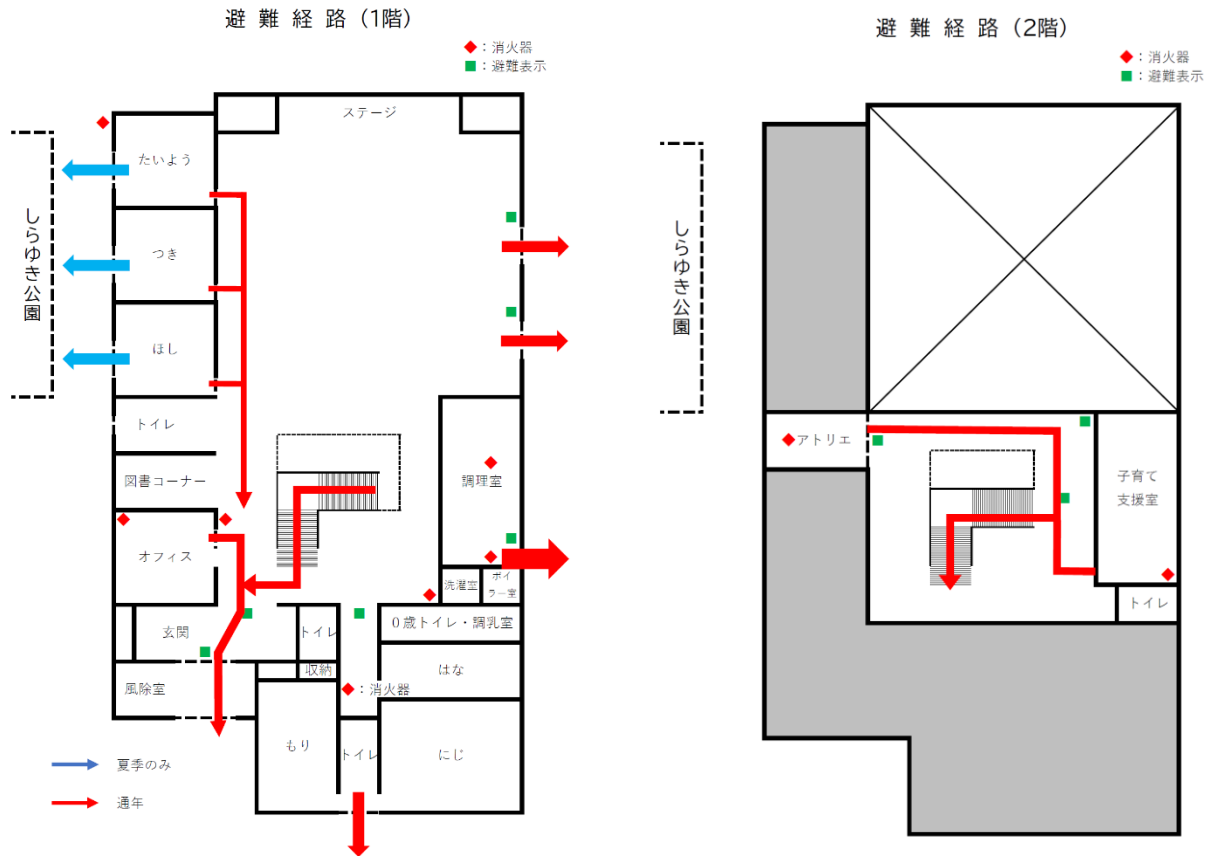 避 難 経 路（1階）
◆：消火器
■：避難表示
ステージ
たいよう
しらゆき公園
つき
ほし
トイレ
図書コーナー
調理室
オフィス
洗濯室
ボイ
ラー室
玄関
トイレ
０歳トイレ・調乳室
収納
はな
風除室
◆：消火器
もり
トイレ
にじ
夏季のみ
通年
避 難 経 路（2階）
◆：消火器
■：避難表示
しらゆき公園
アトリエ
子育て
支援室
トイレ